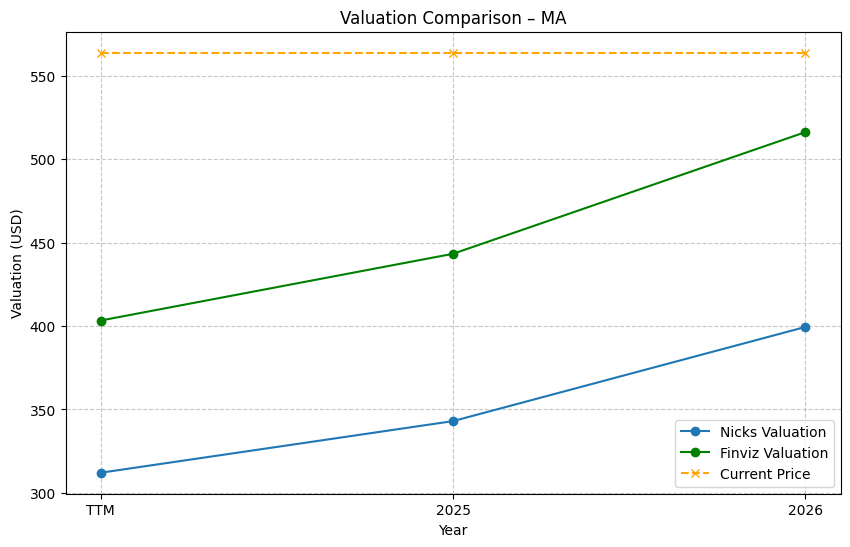 Valuation Comparison – MA
Valuation (USD)
550
500
450
400
350
300
TTM
2025
2026
Year
Nicks Valuation
Finviz Valuation
Current Price